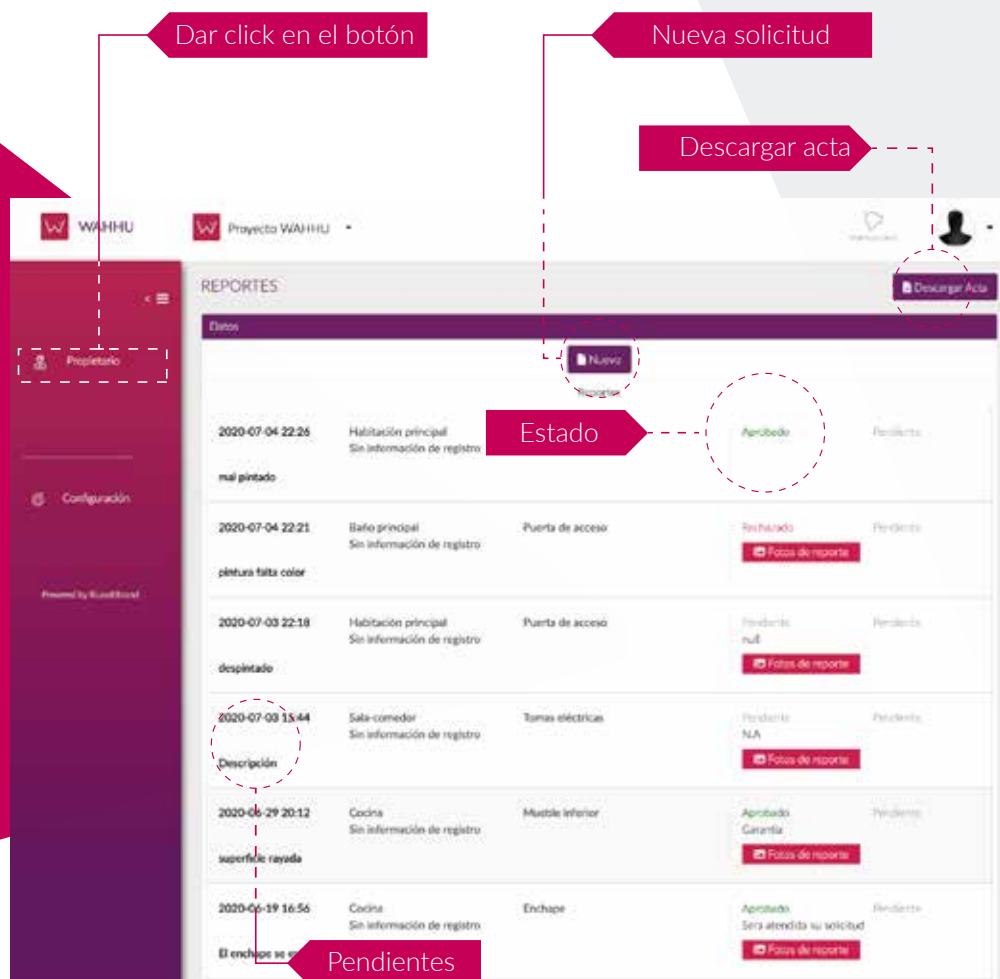 Dar click en el botón
Nueva solicitud
Descargar acta
WAHHU
Proyecto WAHHU
REPORTES
Descargar Acta
Datos
Nuevo
Reportes
Propietario
Configuración
Estado
2020-07-04 22:26
Habitación principal
Sin información de registro
Aprobado
Pendiente
mal pintado
2020-07-04 22:21
Baño principal
Sin información de registro
Puerta de acceso
Rechazado
Pendiente
Fotos de reporte
pintura falta color
2020-07-03 22:18
Habitación principal
Sin información de registro
Puerta de acceso
Pendiente
null
Pendiente
Fotos de reporte
despintado
2020-07-03 15:44
Sala-comedor
Sin información de registro
Tomas eléctricas
Pendiente
N.A
Pendiente
Fotos de reporte
Descripción
2020-06-29 20:12
Cocina
Sin información de registro
Mueble inferior
Aprobado
Garantía
Pendiente
Fotos de reporte
superficie rayada
2020-06-19 16:56
Cocina
Sin información de registro
Enchape
Aprobado
Sera atendida su solicitud
Pendiente
Fotos de reporte
El enchape se
Pendientes
Powered by